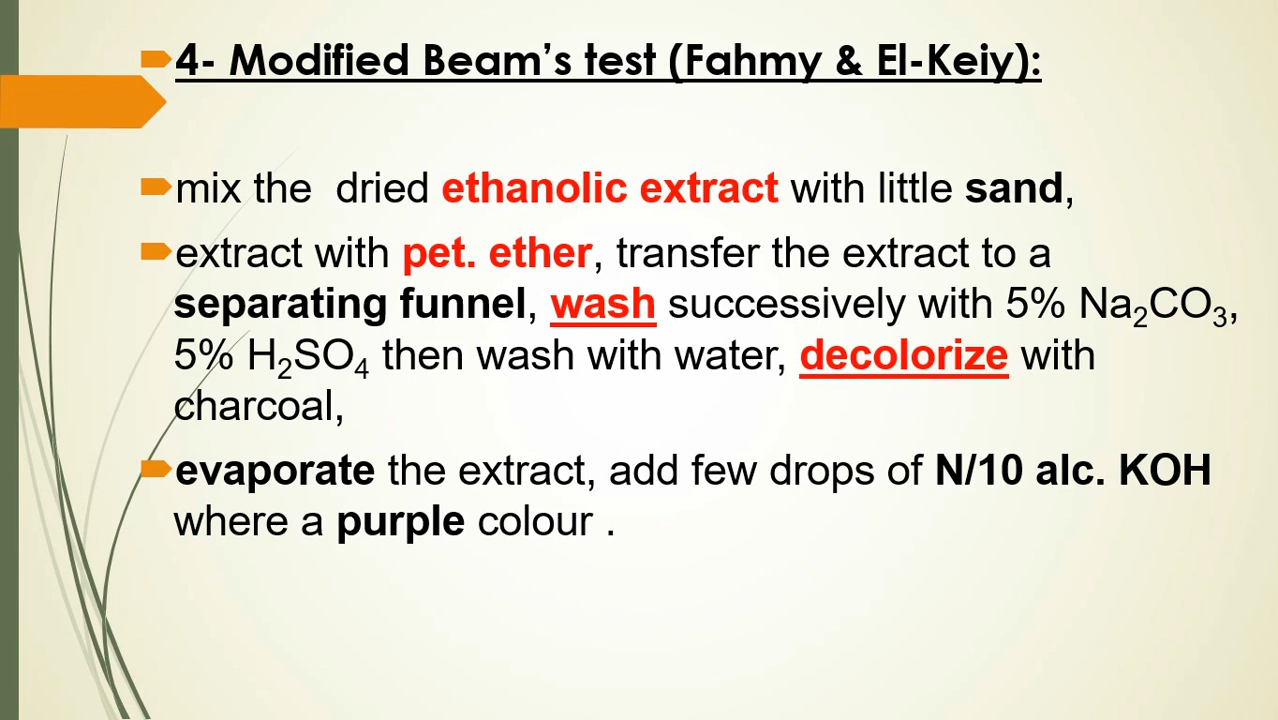 4- Modified Beam's test (Fahmy & El-Keiy):
mix the  dried ethanolic extract with little sand,
extract with pet. ether, transfer the extract to a
separating funnel, wash successively with 5% Na₂CO₃,
5% H₂SO₄ then wash with water, decolorize with
charcoal,
evaporate the extract, add few drops of N/10 alc. KOH
where a purple colour .